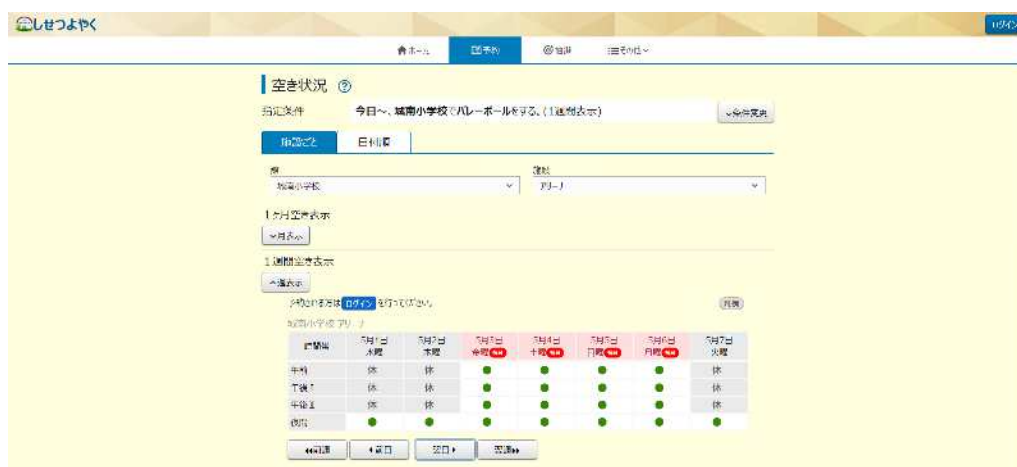 しせつよやく
ログイン
ホーム 予約 抽選 その他
空き状況
指定条件 今日～、城南小学校でバレーボールをする。(1週間表示) 条件変更
施設ごと 日付順
館 施設
城南小学校 アリーナ
1ヶ月空き表示
月表示
1週間空き表示
週表示
予約される方は ログイン を行ってください。
城南小学校 アリーナ
時間帯 5月1日 水曜 5月2日 木曜 5月3日 金曜 5月4日 土曜 5月5日 日曜 5月6日 月曜 5月7日 火曜
午前 休 休 ● ● ● ● 休
午後Ⅰ 休 休 ● ● ● ● 休
午後Ⅱ 休 休 ● ● ● ● 休
夜間 ● ● ● ● ● ● ●
前週 前日 翌日 翌週